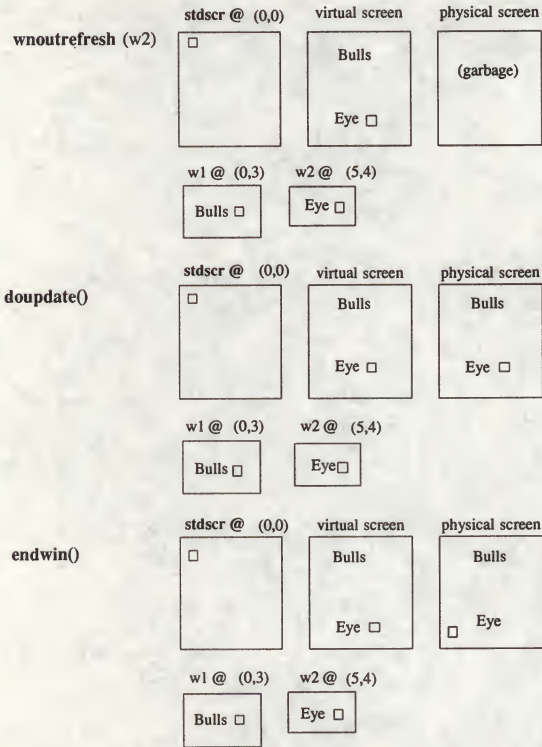 stdscr @ (0,0) virtual screen physical screen
wnoutrefresh (w2)
Bulls
(garbage)
Eye
w1 @ (0,3) w2 @ (5,4)
Bulls Eye
stdscr @ (0,0) virtual screen physical screen
doupdate()
Bulls Bulls
Eye Eye
w1 @ (0,3) w2 @ (5,4)
Bulls Eye
stdscr @ (0,0) virtual screen physical screen
endwin()
Bulls Bulls
Eye Eye
w1 @ (0,3) w2 @ (5,4)
Bulls Eye